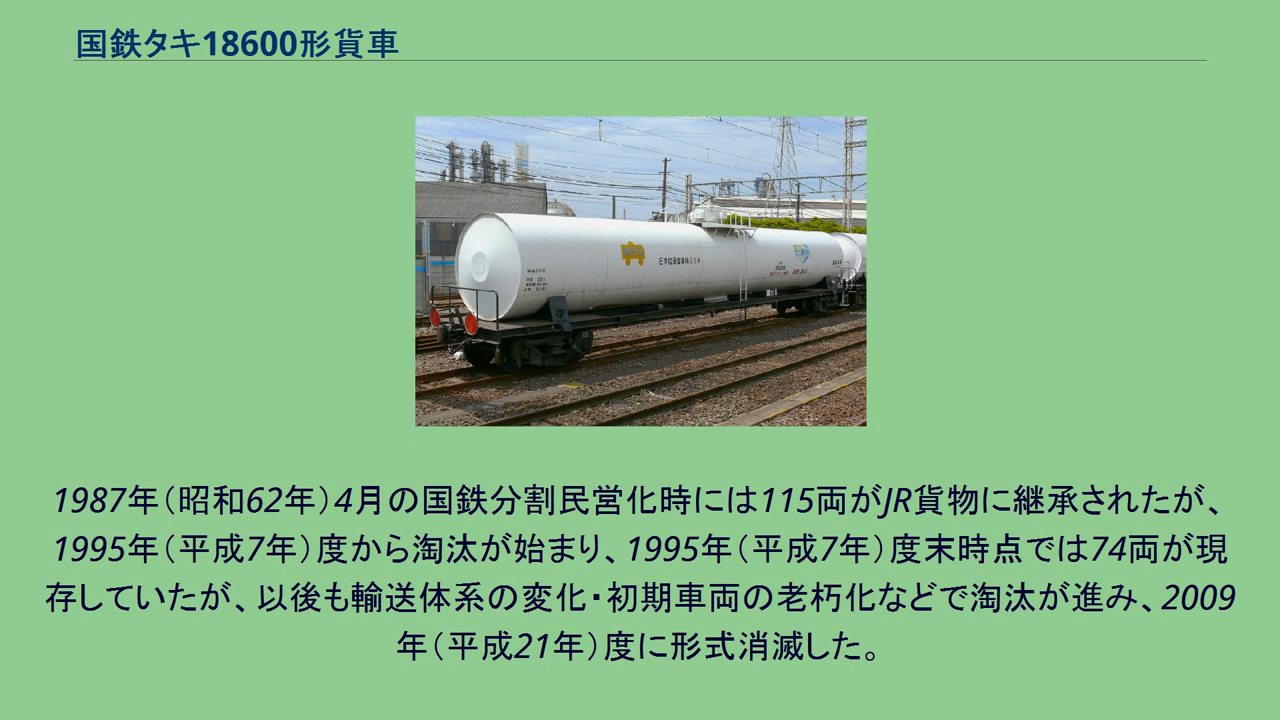 国鉄タキ18600形貨車
1987年（昭和62年）4月の国鉄分割民営化時には115両がJR貨物に継承されたが、
1995年（平成7年）度から淘汰が始まり、1995年（平成7年）度末時点では74両が現
存していたが、以後も輸送体系の変化・初期車両の老朽化などで淘汰が進み、2009
年（平成21年）度に形式消滅した。